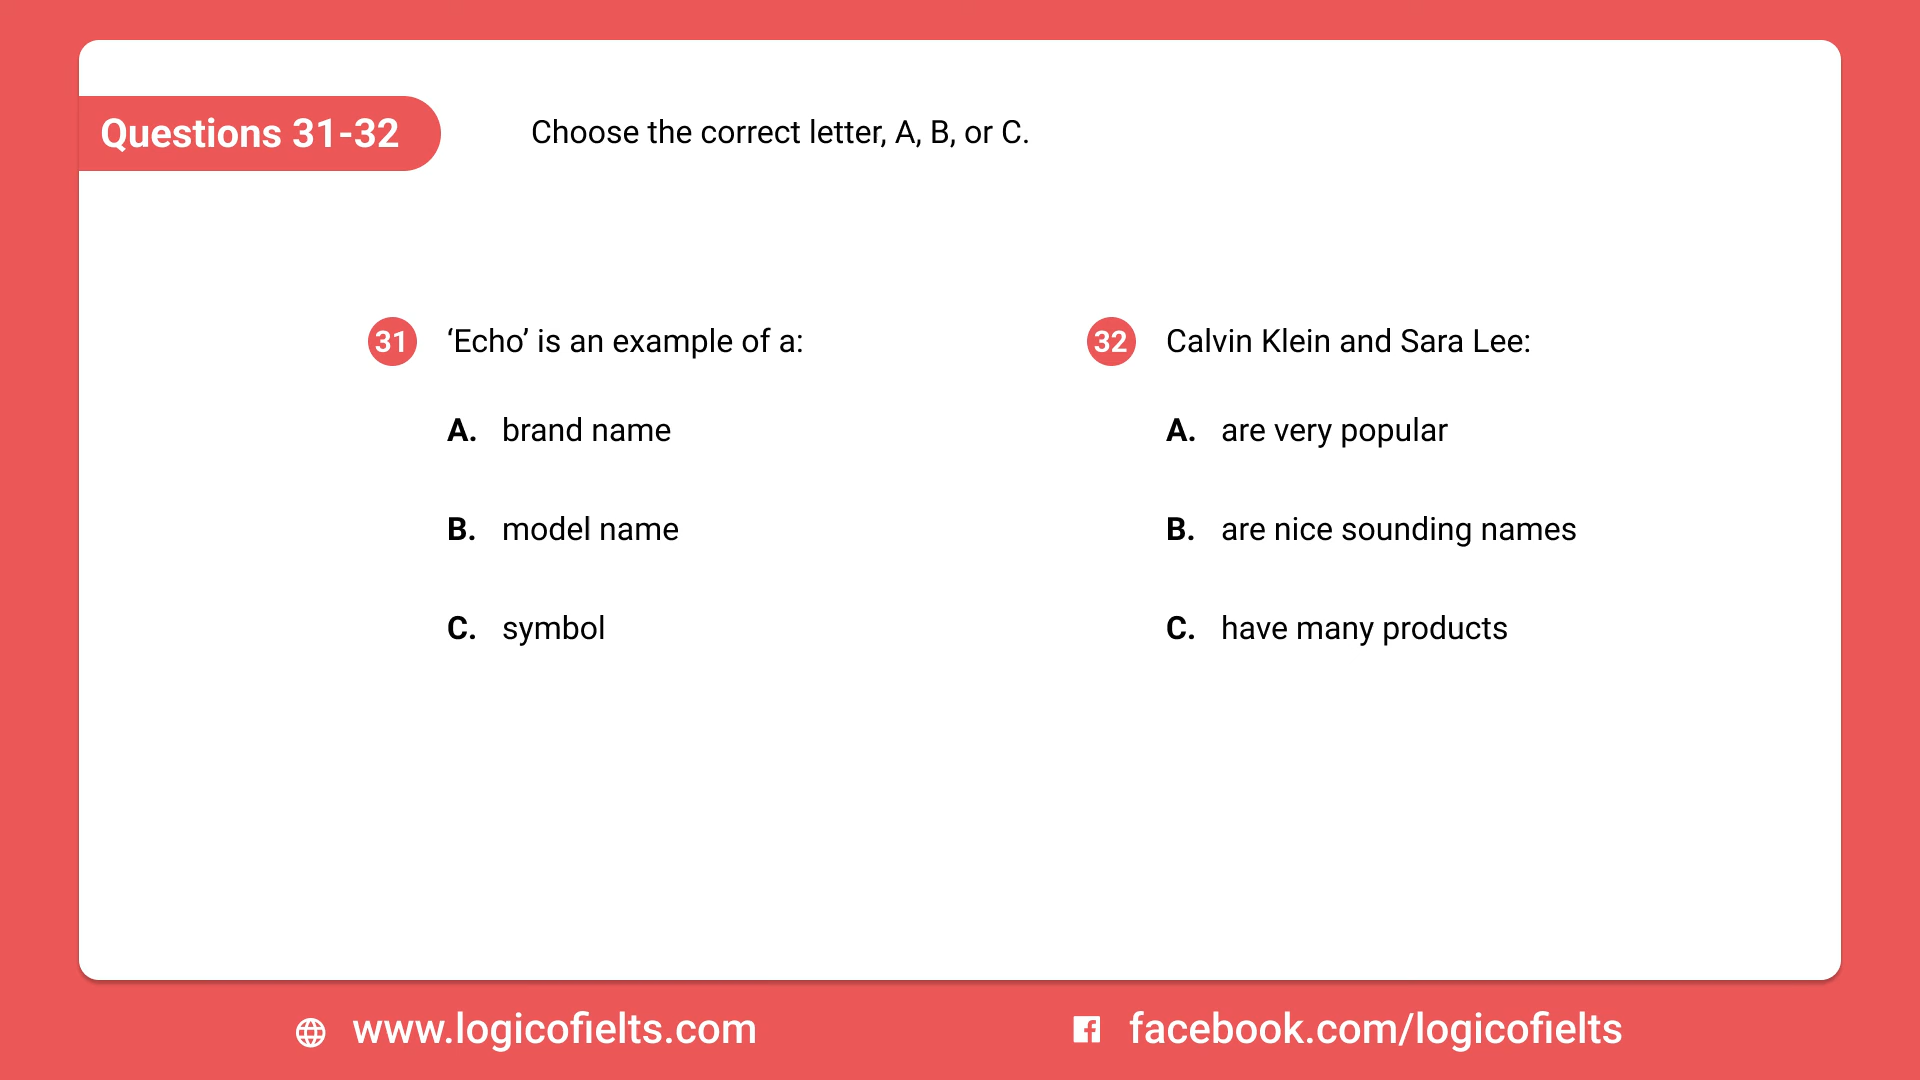 Questions 31-32
Choose the correct letter, A, B, or C.
31 ‘Echo’ is an example of a:
A. brand name
B. model name
C. symbol
32 Calvin Klein and Sara Lee:
A. are very popular
B. are nice sounding names
C. have many products
www.logicofielts.com
facebook.com/logicofielts